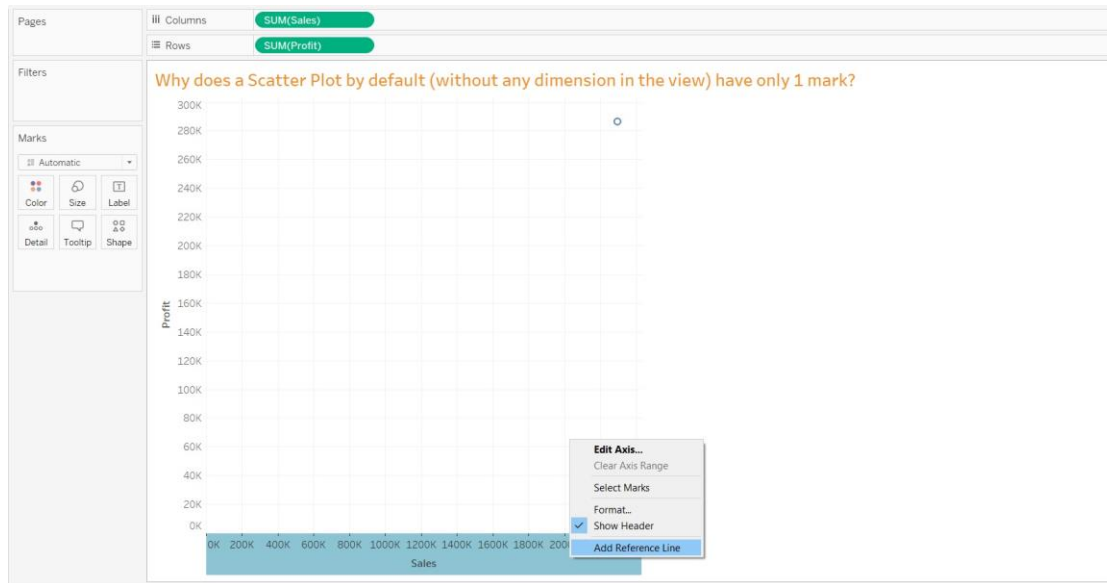 Pages
Columns
SUM(Sales)
Rows
SUM(Profit)
Filters
Marks
Automatic
Color
Size
Label
Detail
Tooltip
Shape
Why does a Scatter Plot by default (without any dimension in the view) have only 1 mark?
300K
280K
260K
240K
220K
200K
180K
160K
140K
120K
100K
80K
60K
40K
20K
0K
Profit
0K 200K 400K 600K 800K 1000K 1200K 1400K 1600K 1800K
Sales
Edit Axis...
Clear Axis Range
Select Marks
Format...
Show Header
Add Reference Line